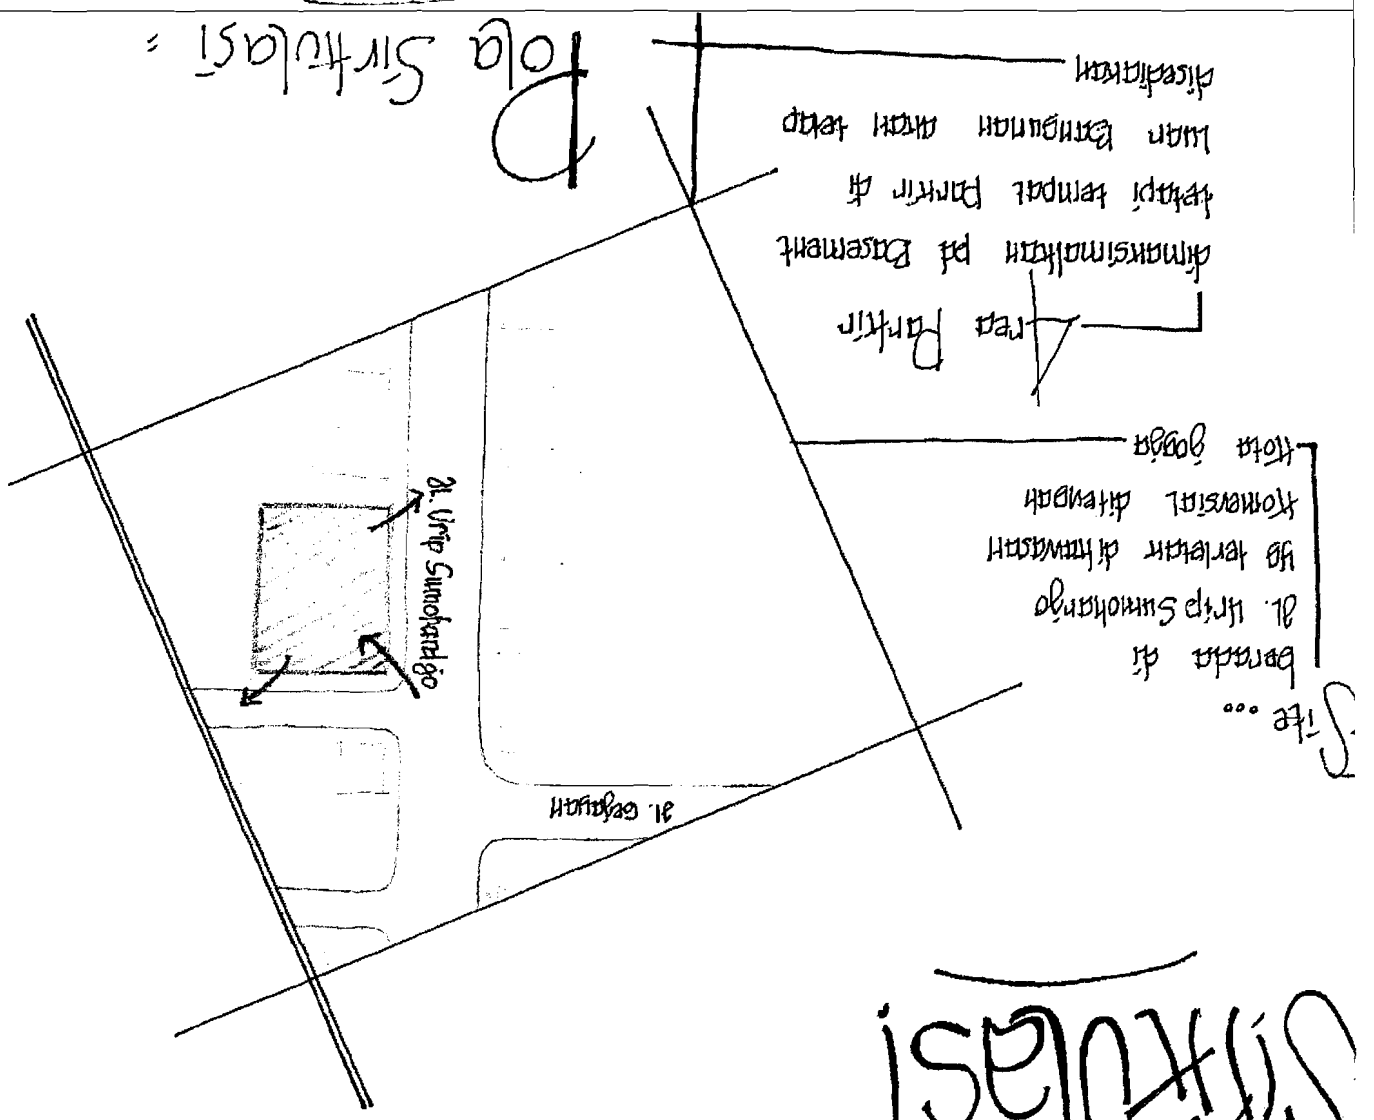 Sirkulasi
Site ...
berada di
Jl. Urip Sumoharjo
yg terletak dikawasan
Komersial ditengah
Kota jogja
Jl. Gejayan
Jl. Urip Sumoharjo
Area Parkir
dimaksimalkan pd Basement
tetapi tempat Parkir di
luar Bangunan akan tetap
disediakan
Pola Sirkulasi :